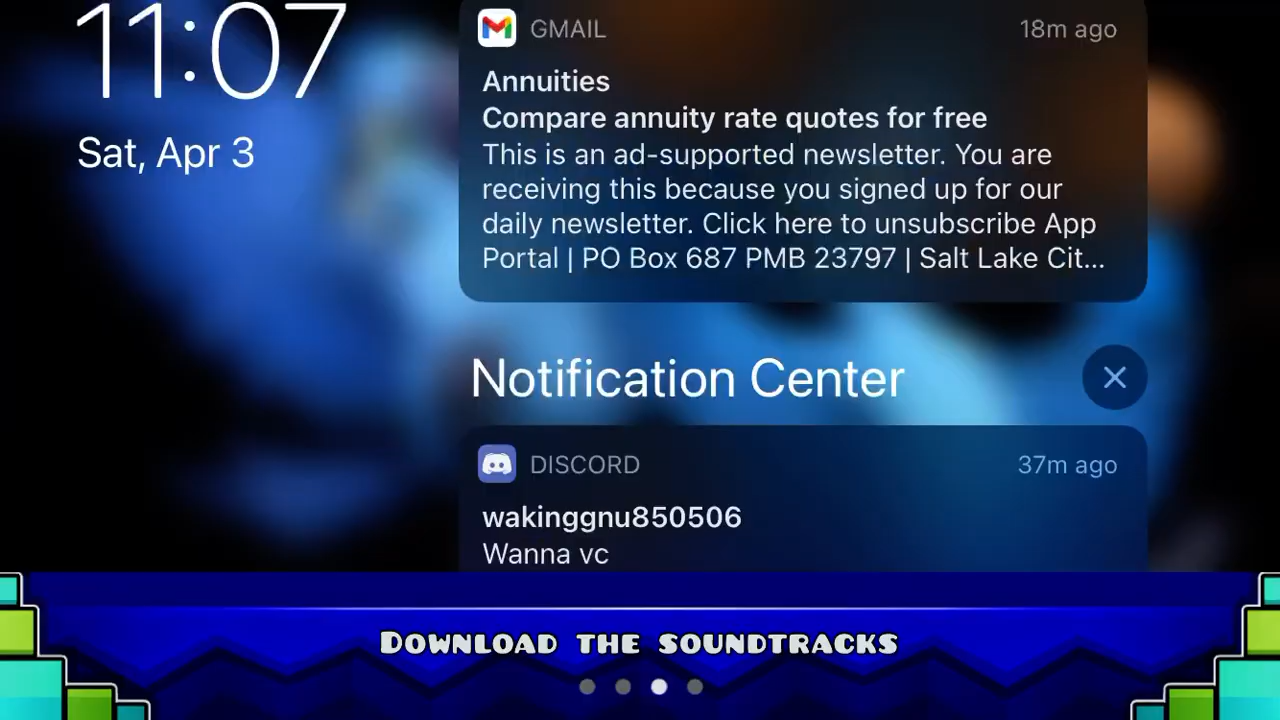 11:07
Sat, Apr 3
GMAIL
18m ago
Annuities
Compare annuity rate quotes for free
This is an ad-supported newsletter. You are
receiving this because you signed up for our
daily newsletter. Click here to unsubscribe App
Portal | PO Box 687 PMB 23797 | Salt Lake Cit...
Notification Center
DISCORD
37m ago
wakinggnu850506
Wanna vc
Download the soundtracks